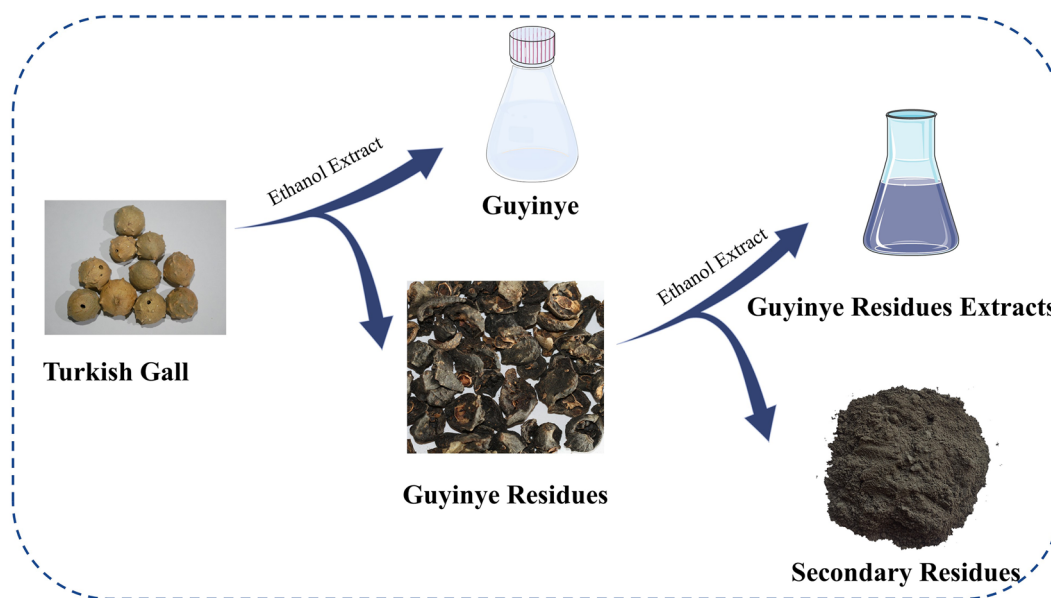 Ethanol Extract
Guyinye
Turkish Gall
Ethanol Extract
Guyinye Residues Extracts
Guyinye Residues
Secondary Residues